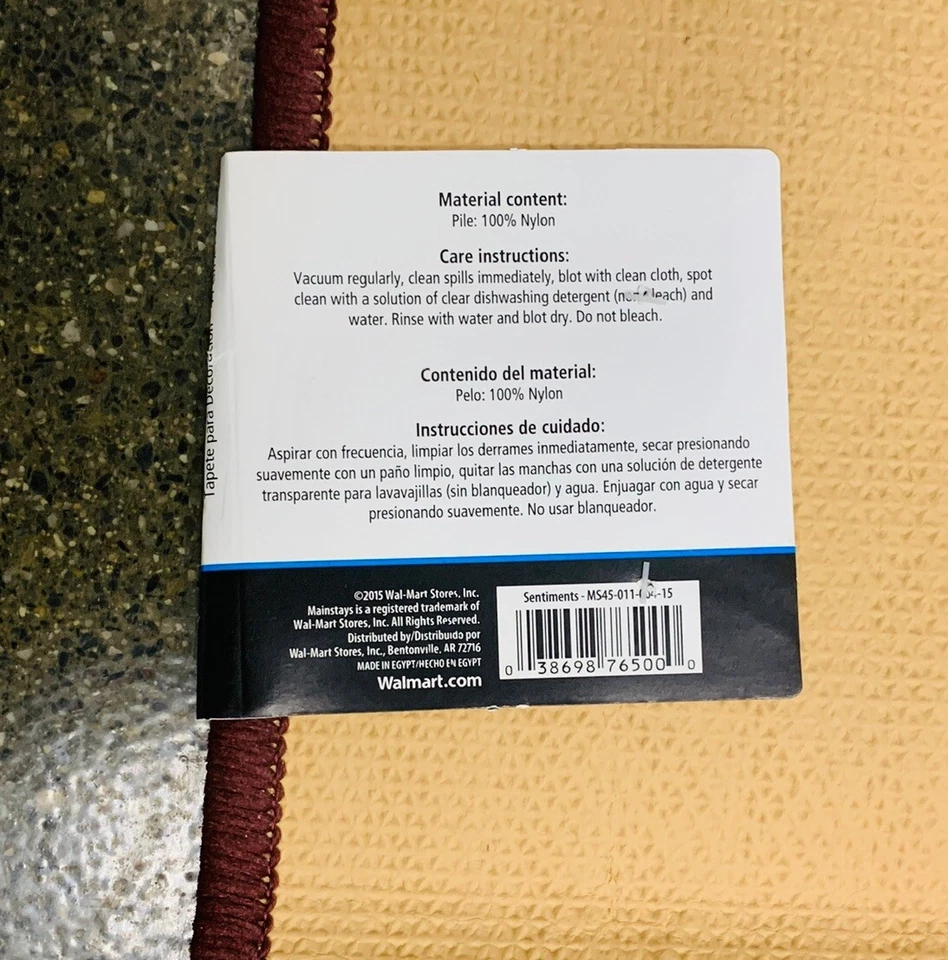 Material content:
Pile: 100% Nylon
Care instructions:
Vacuum regularly, clean spills immediately, blot with clean cloth, spot
clean with a solution of clear dishwashing detergent and
water. Rinse with water and blot dry. Do not bleach.
Contenido del material:
Pelo: 100% Nylon
Instrucciones de cuidado:
Aspirar con frecuencia, limpiar los derrames inmediatamente, secar presionando
suavemente con un paño limpio, quitar las manchas con una solución de detergente
transparente para lavavajillas (sin blanqueador) y agua. Enjuagar con agua y secar
presionando suavemente. No usar blanqueador.
Tapete para Decoración
©2015 Wal-Mart Stores, Inc.
Mainstays is a registered trademark of
Wal-Mart Stores, Inc. All Rights Reserved.
Distributed by/Distribuido por
Wal-Mart Stores, Inc., Bentonville, AR 72716
MADE IN EGYPT/HECHO EN EGYPT
Walmart.com
Sentiments -
0 38698 76500 0